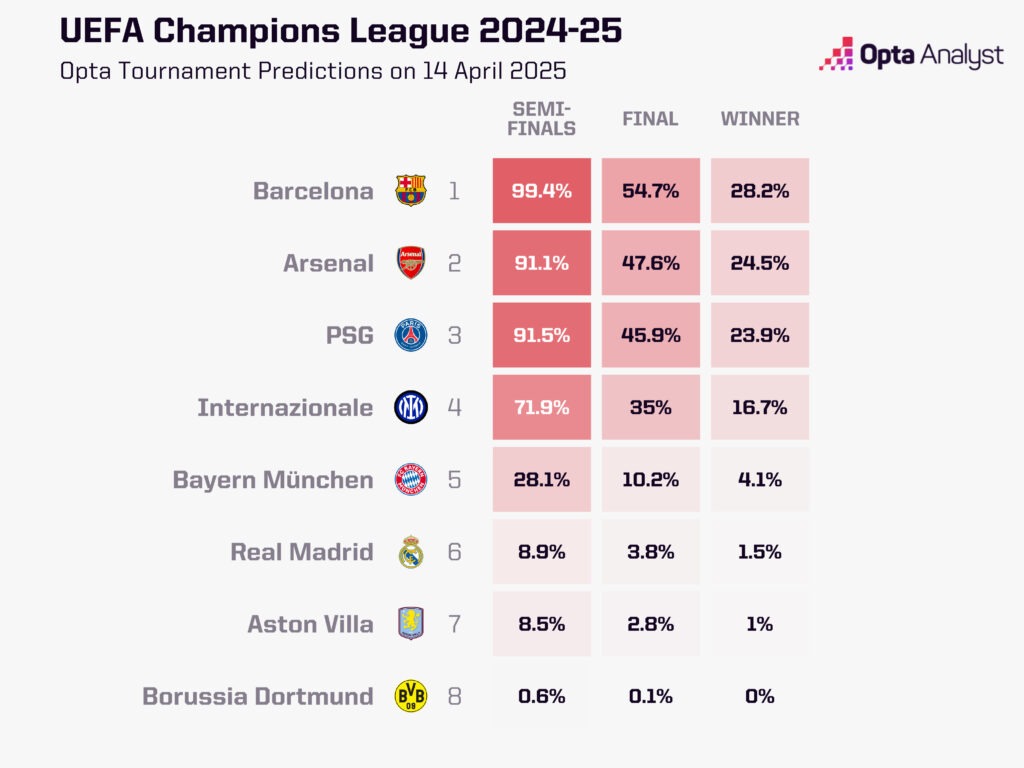 UEFA Champions League 2024-25
Opta Tournament Predictions on 14 April 2025
Opta Analyst
SEMI-
FINALS FINAL WINNER
Barcelona 1 99.4% 54.7% 28.2%
Arsenal Arsenal 2 91.1% 47.6% 24.5%
PSG PARIS 3 91.5% 45.9% 23.9%
Internazionale 4 71.9% 35% 16.7%
Bayern München FC BAYERN MÜNCHEN 5 28.1% 10.2% 4.1%
Real Madrid 6 8.9% 3.8% 1.5%
Aston Villa 7 8.5% 2.8% 1%
Borussia Dortmund BVB 09 8 0.6% 0.1% 0%